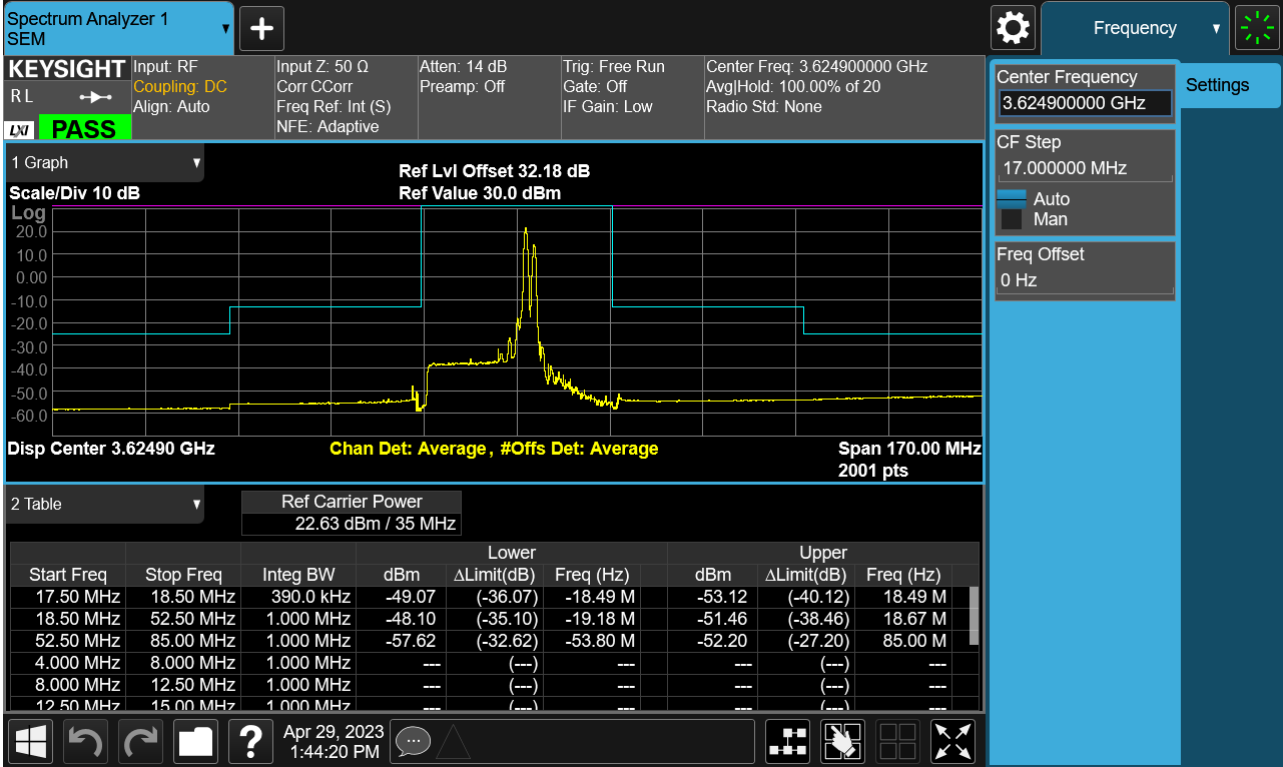 Spectrum Analyzer 1
SEM
Frequency
KEYSIGHT
R L
LXI
PASS
Input: RF
Coupling: DC
Align: Auto
Input Z: 50 Ω
Corr CCorr
Freq Ref: Int (S)
NFE: Adaptive
Atten: 14 dB
Preamp: Off
Trig: Free Run
Gate: Off
IF Gain: Low
Center Freq: 3.624900000 GHz
Avg|Hold: 100.00% of 20
Radio Std: None
Center Frequency
3.624900000 GHz
Settings
CF Step
17.000000 MHz
Auto
Man
Freq Offset
0 Hz
1 Graph
Ref Lvl Offset 32.18 dB
Scale/Div 10 dB Ref Value 30.0 dBm
Log
20.0
10.0
0.00
-10.0
-20.0
-30.0
-40.0
-50.0
-60.0
Disp Center 3.62490 GHz Chan Det: Average, #Offs Det: Average Span 170.00 MHz
2001 pts
2 Table
Ref Carrier Power
22.63 dBm / 35 MHz
Lower Upper
Start Freq Stop Freq Integ BW dBm ΔLimit(dB) Freq (Hz) dBm ΔLimit(dB) Freq (Hz)
17.50 MHz 18.50 MHz 390.0 kHz -49.07 (-36.07) -18.49 M -53.12 (-40.12) 18.49 M
18.50 MHz 52.50 MHz 1.000 MHz -48.10 (-35.10) -19.18 M -51.46 (-38.46) 18.67 M
52.50 MHz 85.00 MHz 1.000 MHz -57.62 (-32.62) -53.80 M -52.20 (-27.20) 85.00 M
4.000 MHz 8.000 MHz 1.000 MHz --- (---) --- --- (---) ---
8.000 MHz 12.50 MHz 1.000 MHz --- (---) --- --- (---) ---
12.50 MHz 15.00 MHz 1.000 MHz --- (---) --- --- (---) ---
?
Apr 29, 2023
1:44:20 PM